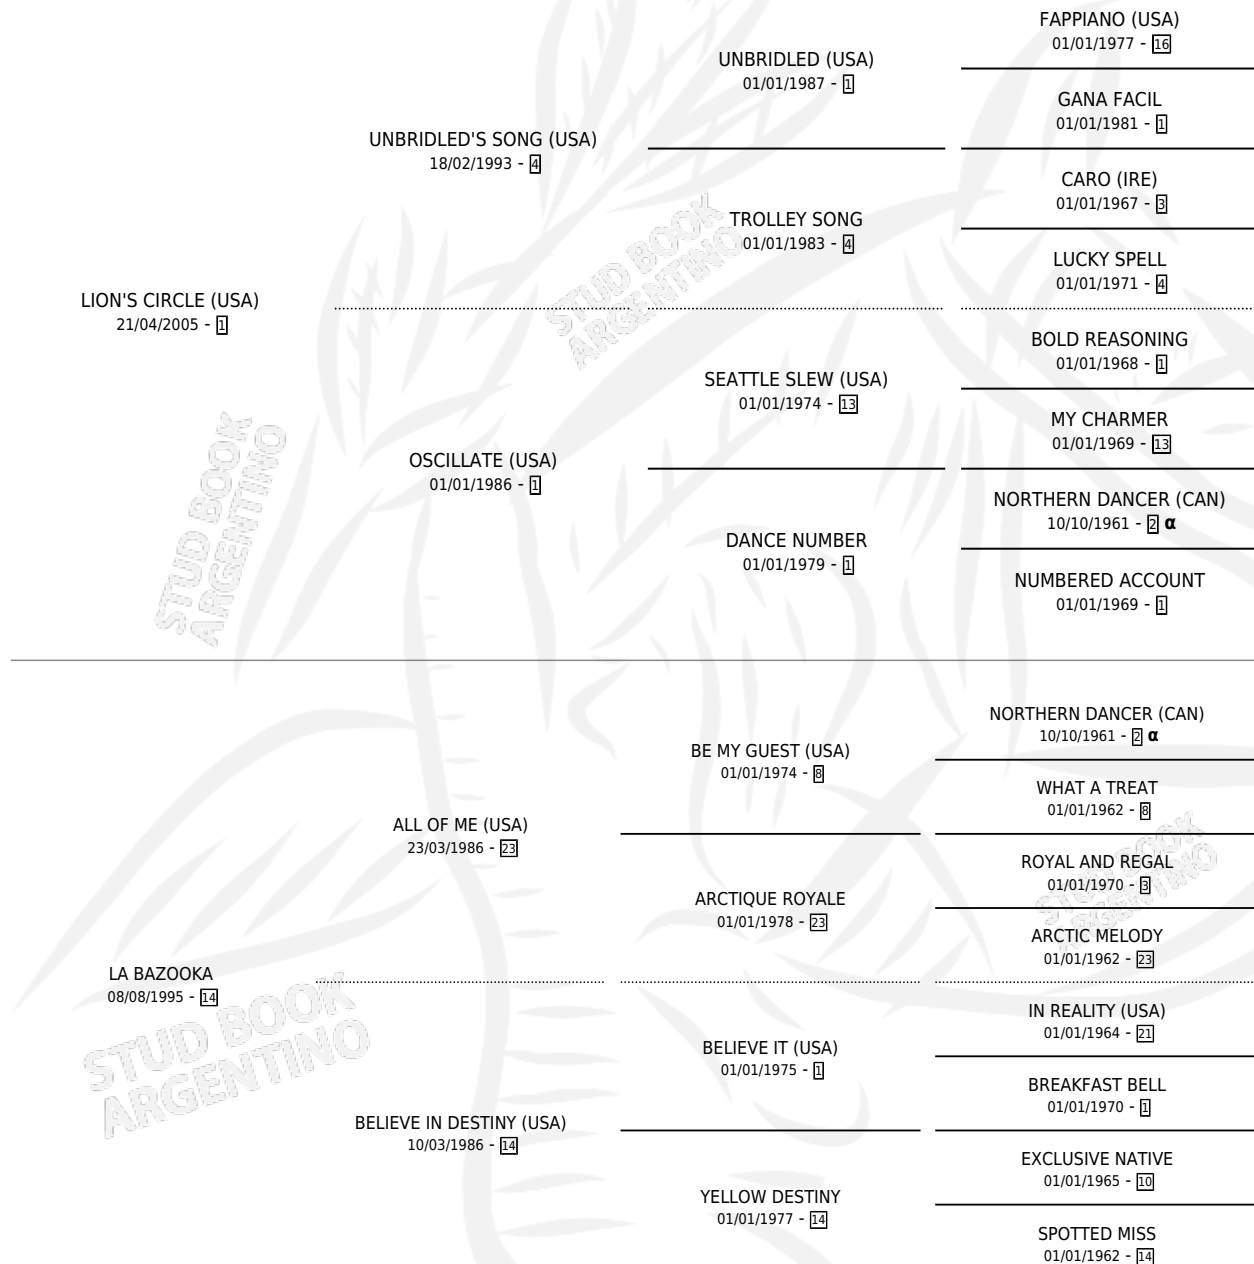 FAPPIANO (USA)
01/01/1977 - 16
UNBRIDLED (USA)
01/01/1987 - 1
GANA FACIL
01/01/1981 - 1
UNBRIDLED'S SONG (USA)
18/02/1993 - 4
CARO (IRE)
01/01/1967 - 3
TROLLEY SONG
01/01/1983 - 4
LUCKY SPELL
01/01/1971 - 4
LION'S CIRCLE (USA)
21/04/2005 - 1
BOLD REASONING
01/01/1968 - 1
SEATTLE SLEW (USA)
01/01/1974 - 13
MY CHARMER
01/01/1969 - 13
OSCILLATE (USA)
01/01/1986 - 1
NORTHERN DANCER (CAN)
10/10/1961 - 2 α
DANCE NUMBER
01/01/1979 - 1
NUMBERED ACCOUNT
01/01/1969 - 1
NORTHERN DANCER (CAN)
10/10/1961 - 2 α
BE MY GUEST (USA)
01/01/1974 - 8
WHAT A TREAT
01/01/1962 - 8
ALL OF ME (USA)
23/03/1986 - 23
ROYAL AND REGAL
01/01/1970 - 3
ARCTIQUE ROYALE
01/01/1978 - 23
ARCTIC MELODY
01/01/1962 - 23
LA BAZOOKA
08/08/1995 - 14
IN REALITY (USA)
01/01/1964 - 21
BELIEVE IT (USA)
01/01/1975 - 1
BREAKFAST BELL
01/01/1970 - 1
BELIEVE IN DESTINY (USA)
10/03/1986 - 14
EXCLUSIVE NATIVE
01/01/1965 - 10
YELLOW DESTINY
01/01/1977 - 14
SPOTTED MISS
01/01/1962 - 14
STUD BOOK
ARGENTINO
STUD BOOK
ARGENTINO
STUD BOOK
ARGENTINO
STUD BOOK
ARGENTINO